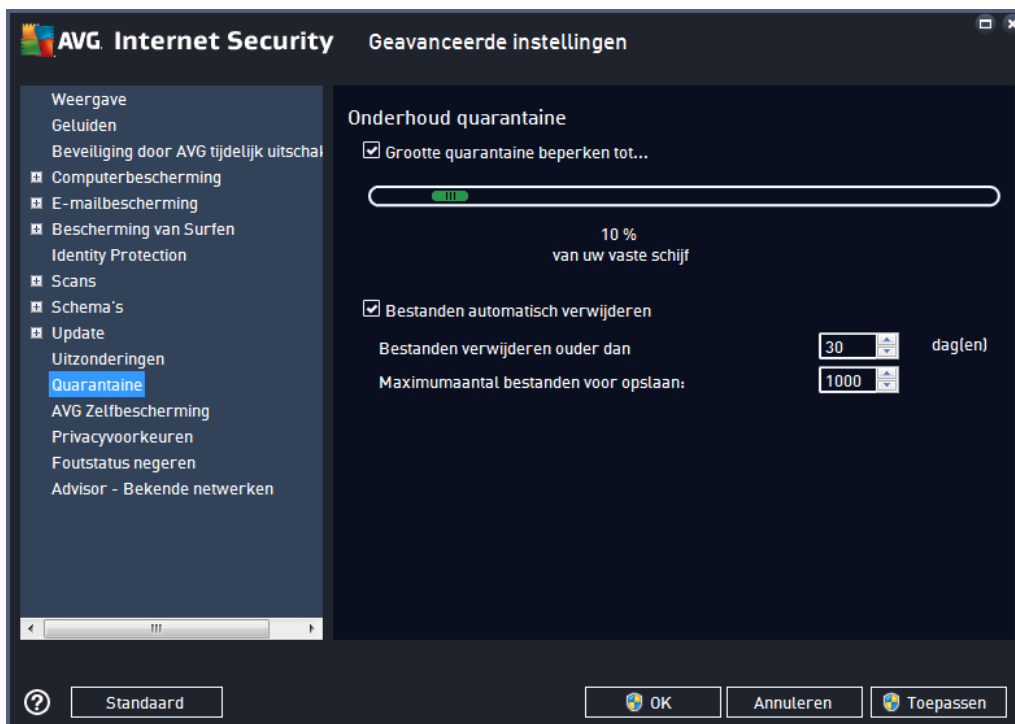 AVG. Internet Security
Geavanceerde instellingen
Weergave
Geluiden
Beveiliging door AVG tijdelijk uitschak
Computerbescherming
E-mailbescherming
Bescherming van Surfen
Identity Protection
Scans
Schema's
Update
Uitzonderingen
Quarantaine
AVG Zelfbescherming
Privacyvoorkeuren
Foutstatus negeren
Advisor - Bekende netwerken
Onderhoud quarantaine
Grootte quarantaine beperken tot...
10 %
van uw vaste schijf
Bestanden automatisch verwijderen
Bestanden verwijderen ouder dan 30 dag(en)
Maximumaantal bestanden voor opslaan: 1000
? Standaard OK Annuleren Toepassen